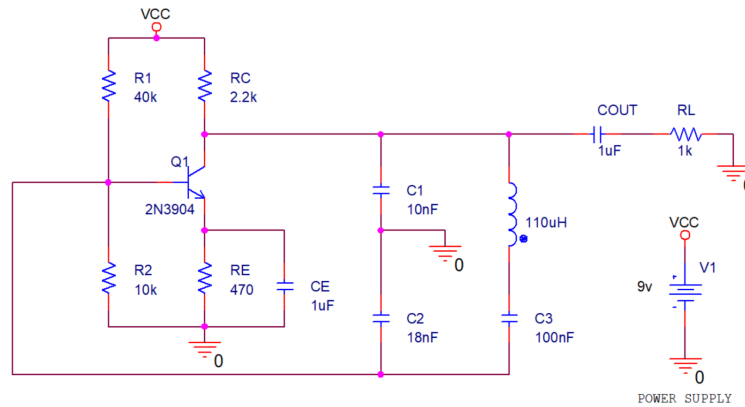 VCC
R1
40k
RC
2.2k
COUT
1uF
RL
1k
0
Q1
2N3904
C1
10nF
0
110uH
VCC
V1
9v
R2
10k
RE
470
CE
1uF
C2
18nF
C3
100nF
0
0
POWER SUPPLY